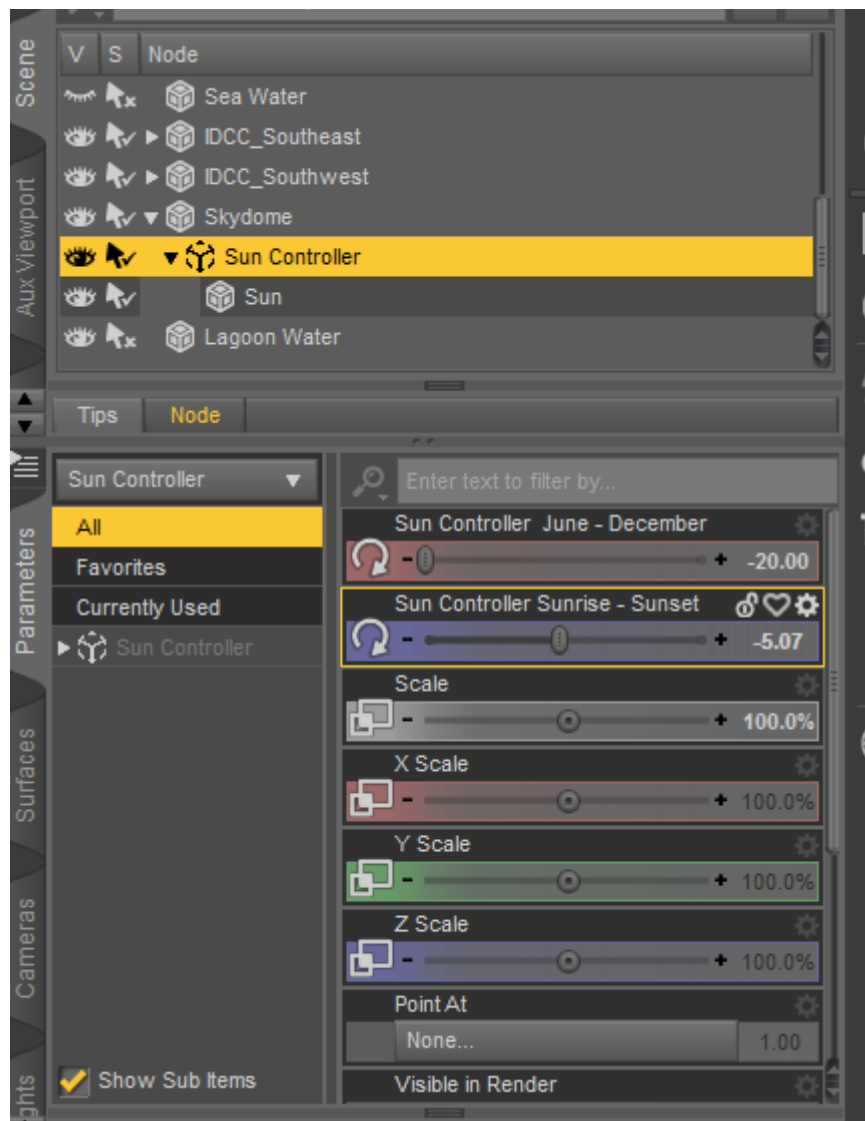 Scene
V S Node
Sea Water
IDCC_Southeast
IDCC_Southwest
Aux Viewport
Skydome
Sun Controller
Sun
Lagoon Water
Tips Node
Sun Controller
Enter text to filter by...
All
Favorites
Currently Used
Sun Controller
Parameters
Surfaces
Cameras
Show Sub Items
Sun Controller June - December
- + -20.00
Sun Controller Sunrise - Sunset
- + -5.07
Scale
- + 100.0%
X Scale
- + 100.0%
Y Scale
- + 100.0%
Z Scale
- + 100.0%
Point At
None... 1.00
Visible in Render
ghts